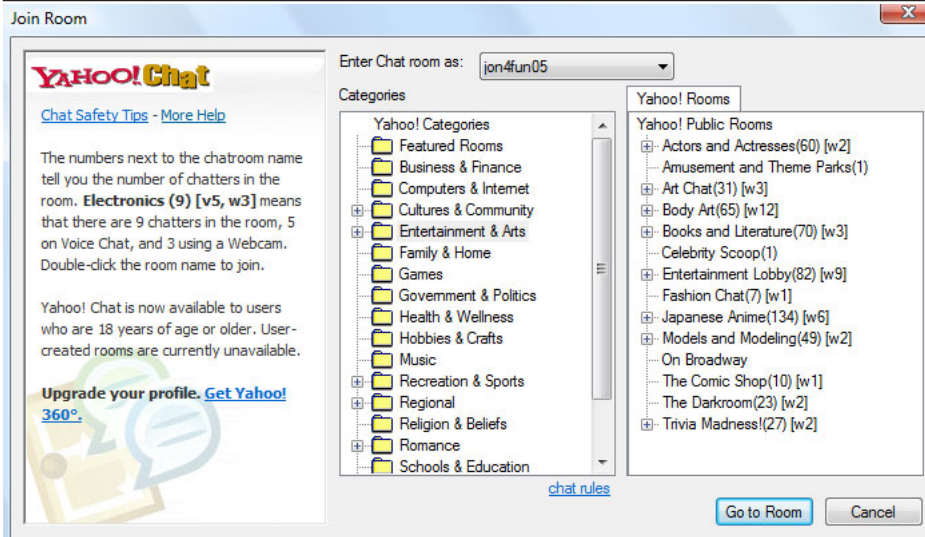 Join Room
YAHOO! Chat
Chat Safety Tips - More Help
The numbers next to the chatroom name
tell you the number of chatters in the
room. Electronics (9) [v5, w3] means
that there are 9 chatters in the room, 5
on Voice Chat, and 3 using a Webcam.
Double-click the room name to join.
Yahoo! Chat is now available to users
who are 18 years of age or older. User-
created rooms are currently unavailable.
Upgrade your profile. Get Yahoo!
360°.
Enter Chat room as: jon4fun05
Categories
Yahoo! Categories
Featured Rooms
Business & Finance
Computers & Internet
Cultures & Community
Entertainment & Arts
Family & Home
Games
Government & Politics
Health & Wellness
Hobbies & Crafts
Music
Recreation & Sports
Regional
Religion & Beliefs
Romance
Schools & Education
chat rules
Yahoo! Rooms
Yahoo! Public Rooms
Actors and Actresses(60) [w2]
Amusement and Theme Parks(1)
Art Chat(31) [w3]
Body Art(65) [w12]
Books and Literature(70) [w3]
Celebrity Scoop(1)
Entertainment Lobby(82) [w9]
Fashion Chat(7) [w1]
Japanese Anime(134) [w6]
Models and Modeling(49) [w2]
On Broadway
The Comic Shop(10) [w1]
The Darkroom(23) [w2]
Trivia Madness!(27) [w2]
Go to Room
Cancel